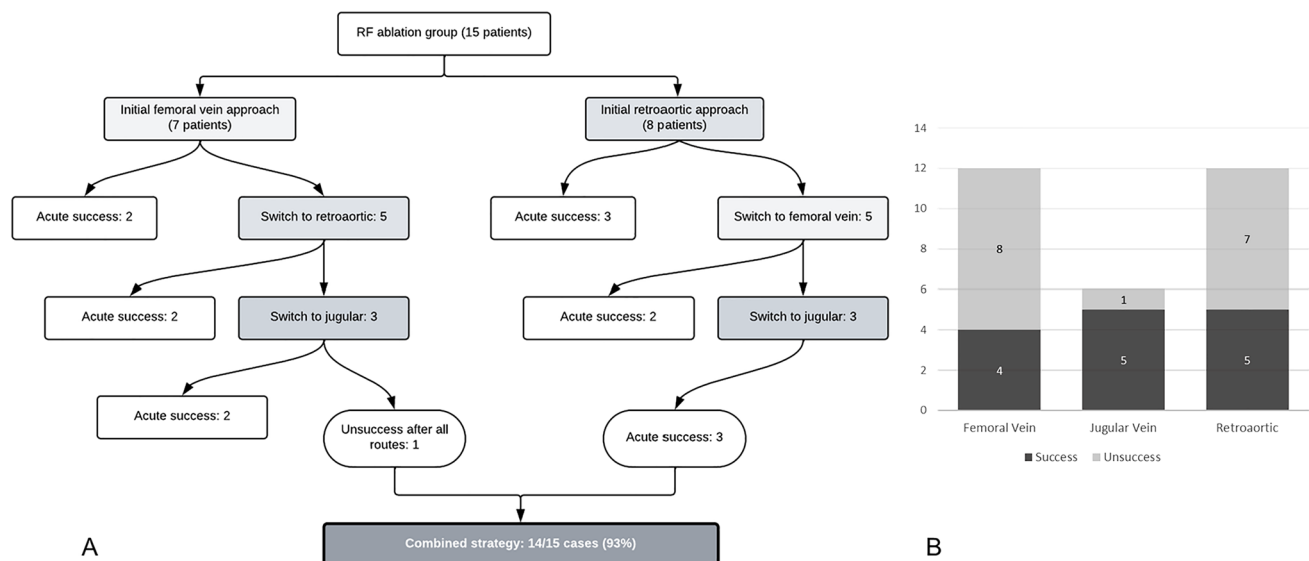 RF ablation group (15 patients)
Initial femoral vein approach
(7 patients)
Initial retroaortic approach
(8 patients)
Acute success: 2
Switch to retroaortic: 5
Acute success: 3
Switch to femoral vein: 5
Acute success: 2
Switch to jugular: 3
Acute success: 2
Switch to jugular: 3
Acute success: 2
Unsuccess after all
routes: 1
Acute success: 3
Combined strategy: 14/15 cases (93%)
A
14
12
10
8
6
4
2
0
8
4
1
5
7
5
Femoral Vein
Jugular Vein
Retroaortic
Success
Unsuccess
B